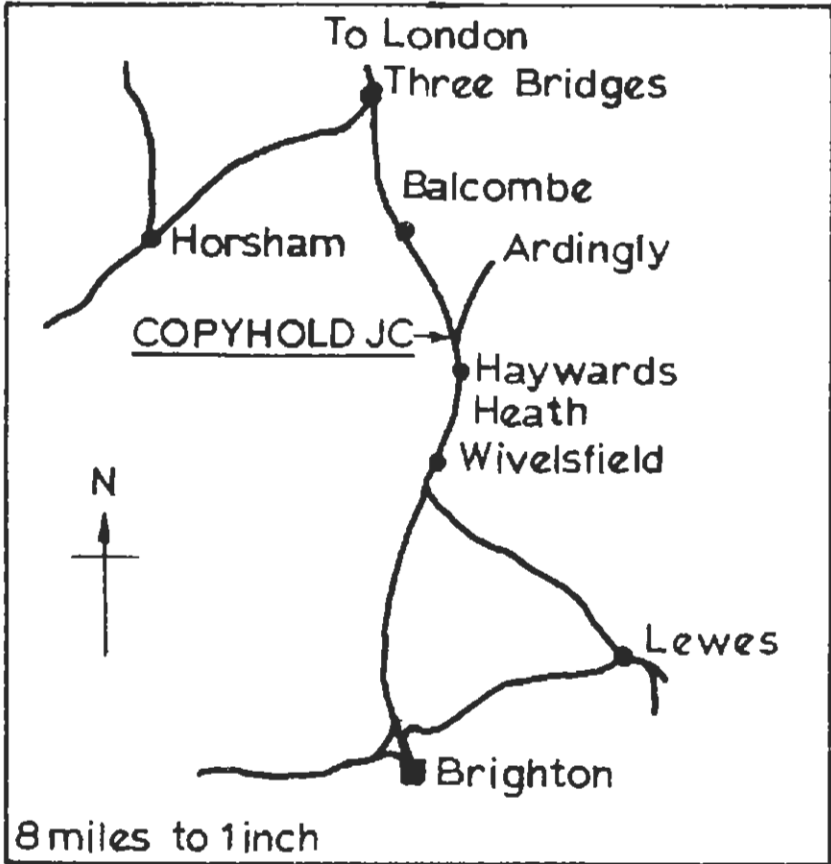 To London
Three Bridges
Balcombe
Horsham
Ardingly
COPYHOLD JC
Haywards
Heath
Wivelsfield
N
Lewes
Brighton
8 miles to 1 inch